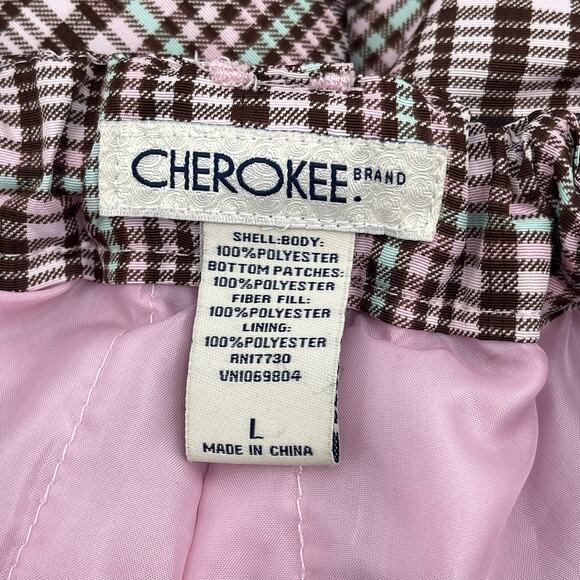 CHEROKEE. BRAND
SHELL:BODY:
100%POLYESTER
BOTTOM PATCHES:
100%POLYESTER
FIBER FILL:
100%POLYESTER
LINING:
100%POLYESTER
RN17730
VN1069804
L
MADE IN CHINA